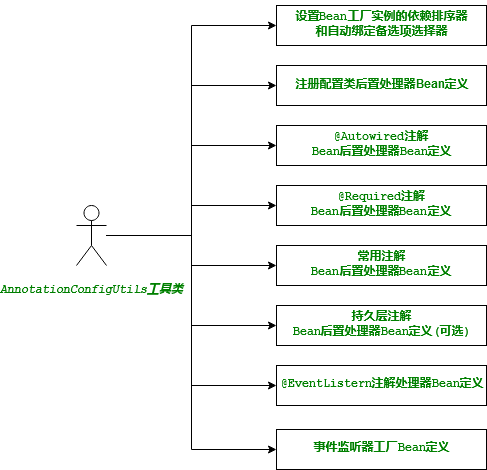 设置Bean工厂实例的依赖排序器
和自动绑定备选项选择器
注册配置类后置处理器Bean定义
@Autowired注解
Bean后置处理器Bean定义
@Required注解
Bean后置处理器Bean定义
常用注解
Bean后置处理器Bean定义
AnnotationConfigUtils工具类
持久层注解
Bean后置处理器Bean定义(可选)
@EventListern注解处理器Bean定义
事件监听器工厂Bean定义